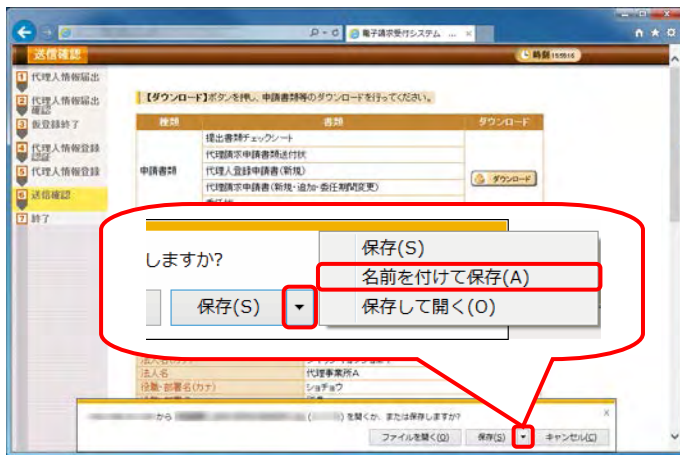 電子請求受付システム ...
送信確認
時刻 155515
1 代理人情報届出
2 代理人情報届出確認
3 仮登録終了
4 代理人情報登録認証
5 代理人情報登録
6 送信確認
7 終了
【ダウンロード】ボタンを押し、申請書類等のダウンロードを行ってください。
種類 書類 ダウンロード
提出書類チェックシート
代理請求申請書類送付状
申請書類 代理人登録申請書(新規) ダウンロード
代理請求申請書(新規・追加・委任期間変更)
しますか?
保存(S)
保存(S)
名前を付けて保存(A)
保存して開く(O)
法人名 代理事業所A
役職・部署名(カナ) ショチョウ
から ( ) を開くか、または保存しますか?
ファイルを開く(O) 保存(S) キャンセル(C)